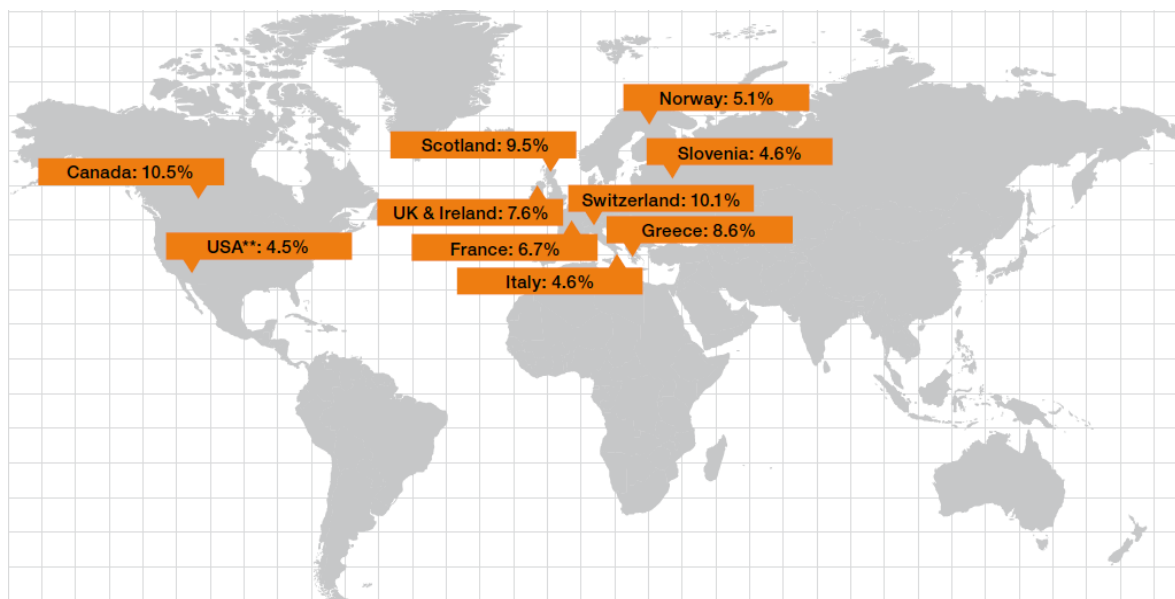 Norway: 5.1%
Scotland: 9.5%
Slovenia: 4.6%
Canada: 10.5%
Switzerland: 10.1%
UK & Ireland: 7.6%
Greece: 8.6%
USA**: 4.5%
France: 6.7%
Italy: 4.6%